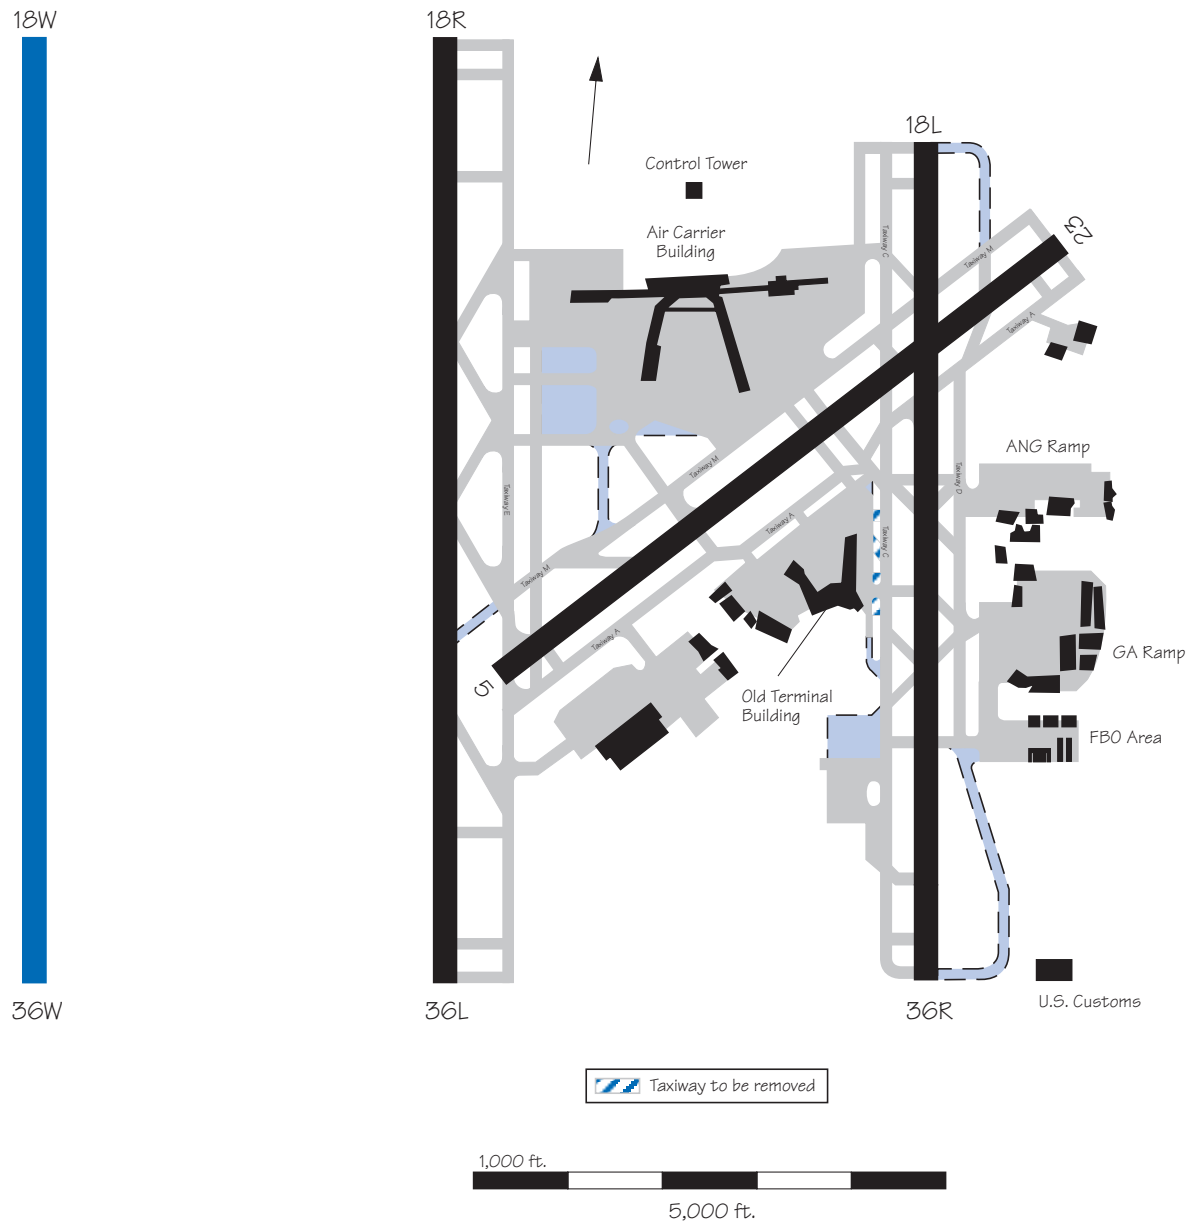 18W
18R
18L
Control Tower
Air Carrier
Building
23
Taxiway C
Taxiway M
Taxiway A
ANG Ramp
Taxiway M
Taxiway D
Taxiway E
Taxiway A
Taxiway C
Taxiway M
Taxiway A
GA Ramp
5
Old Terminal
Building
FBO Area
36W
36L
36R
U.S. Customs
Taxiway to be removed
1,000 ft.
5,000 ft.